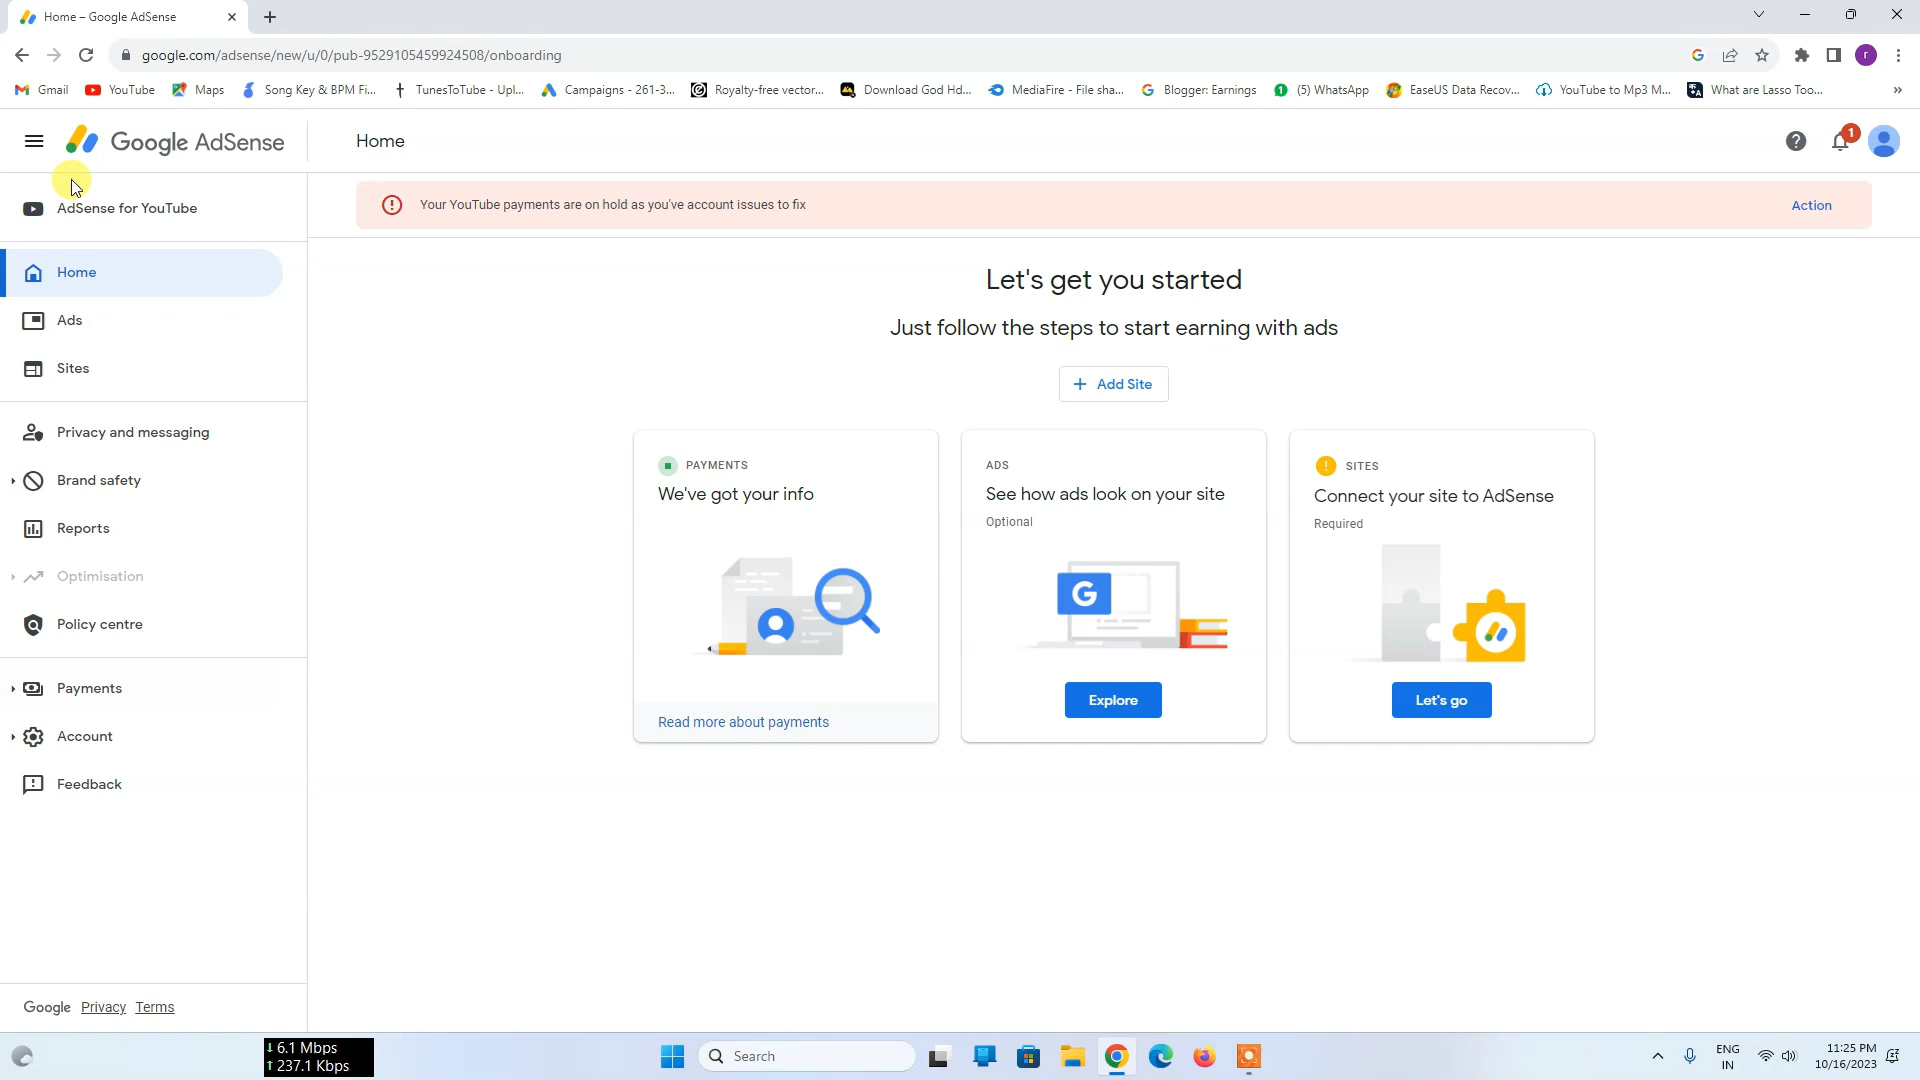 Home – Google AdSense
google.com/adsense/new/u/0/pub-9529105459924508/onboarding
r
Gmail YouTube Maps Song Key & BPM Fi... TunesToTube - Upl... Campaigns - 261-3... Royalty-free vector... Download God Hd... MediaFire - File sha... Blogger: Earnings (5) WhatsApp EaseUS Data Recov... YouTube to Mp3 M... What are Lasso Too... »
Google AdSense
Home
1
AdSense for YouTube
Your YouTube payments are on hold as you've account issues to fix
Action
Home
Ads
Sites
Privacy and messaging
Brand safety
Reports
Optimisation
Policy centre
Payments
Account
Feedback
Let's get you started
Just follow the steps to start earning with ads
+ Add Site
PAYMENTS
We've got your info
Read more about payments
ADS
See how ads look on your site
Optional
G
Explore
SITES
Connect your site to AdSense
Required
Let's go
Google Privacy Terms
↓ 6.1 Mbps
↑ 237.1 Kbps
Search
ENG
IN
11:25 PM
10/16/2023